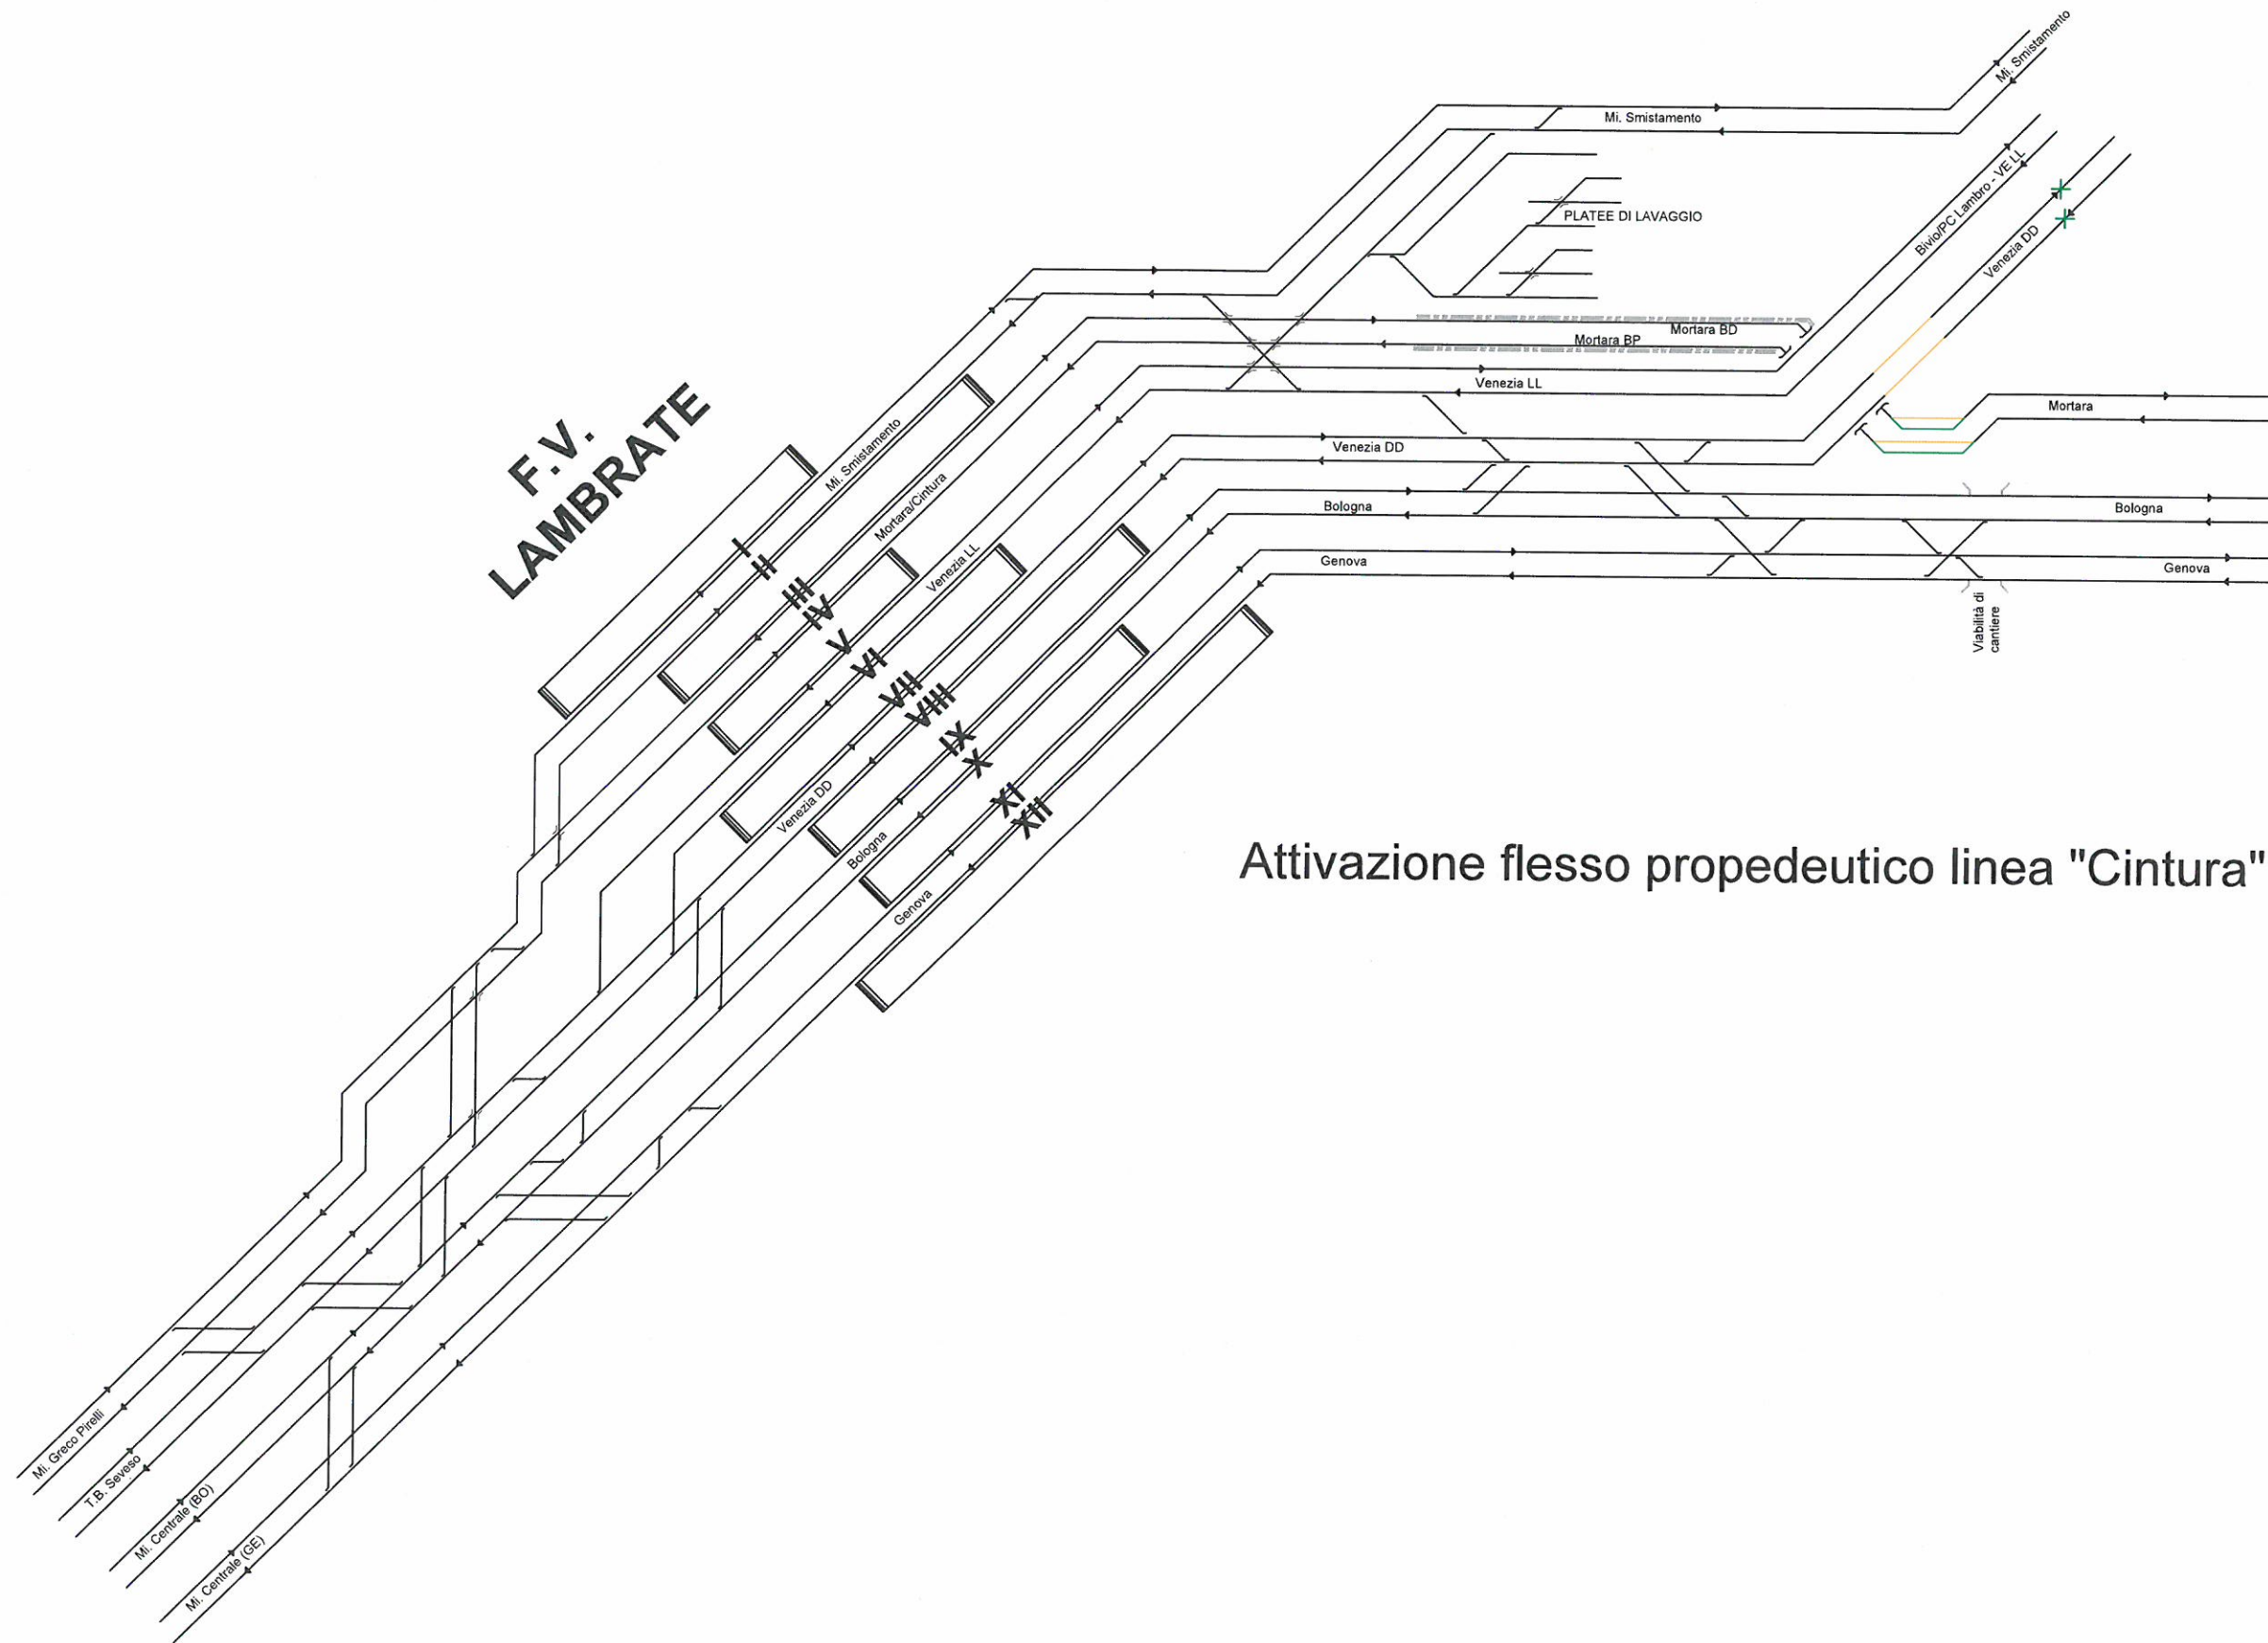 Mi. Smistamento
Mi. Smistamento
PLATEE DI LAVAGGIO
Bivio/PC Lambro - VE LL
Venezia DD
Mortara BD
Mortara BP
Venezia LL
Mortara
F.V.
LAMBRATE
Mi. Smistamento
Mortara/Cintura
Venezia LL
Venezia DD
Bologna
Bologna
Genova
Genova
Viabilità di
cantiere
I
II
III
IV
V
VI
VII
VIII
IX
X
XI
XII
Venezia DD
Bologna
Genova
Attivazione flesso propedeutico linea "Cintura"
Mi. Greco Pirelli
T.B. Seveso
Mi. Centrale (BO)
Mi. Centrale (GE)